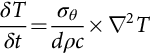 δT/δt = σ_θ/dρc × ∇²T